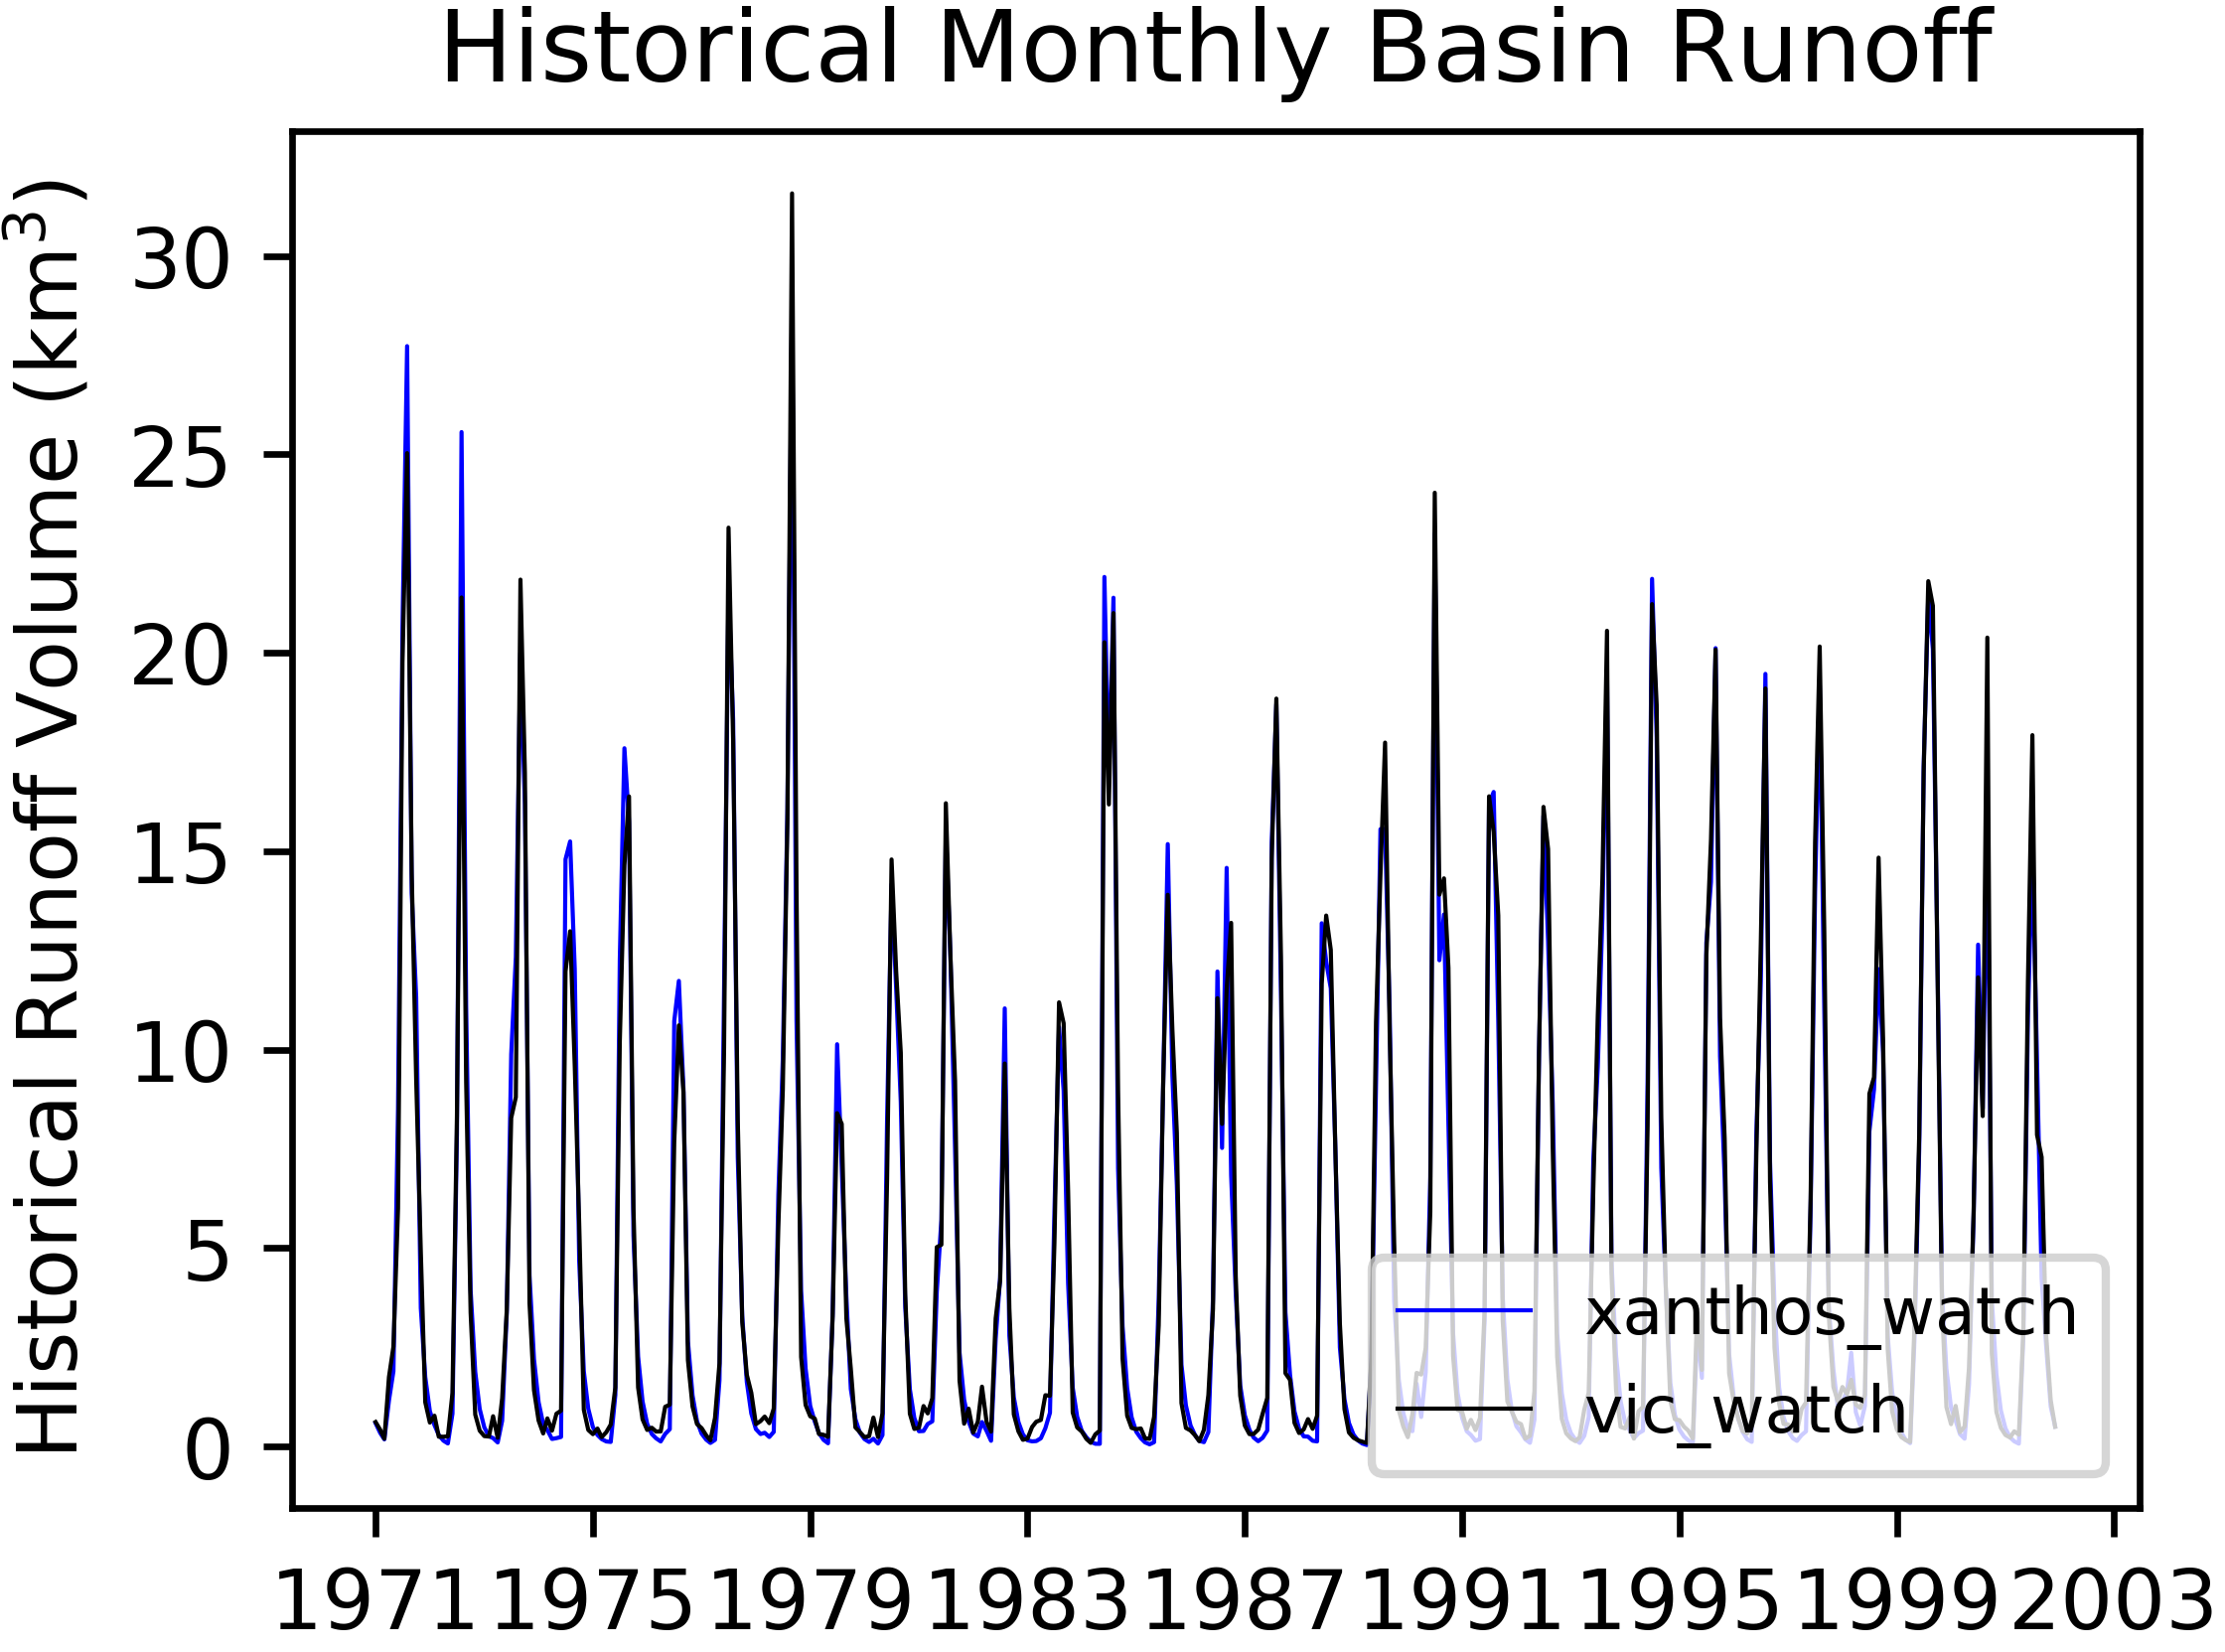 Historical Monthly Basin Runoff
Historical Runoff Volume (km³)
30
25
20
15
10
5
0
xanthos_watch
vic_watch
1971 1975 1979 1983 1987 1991 1995 1999 2003